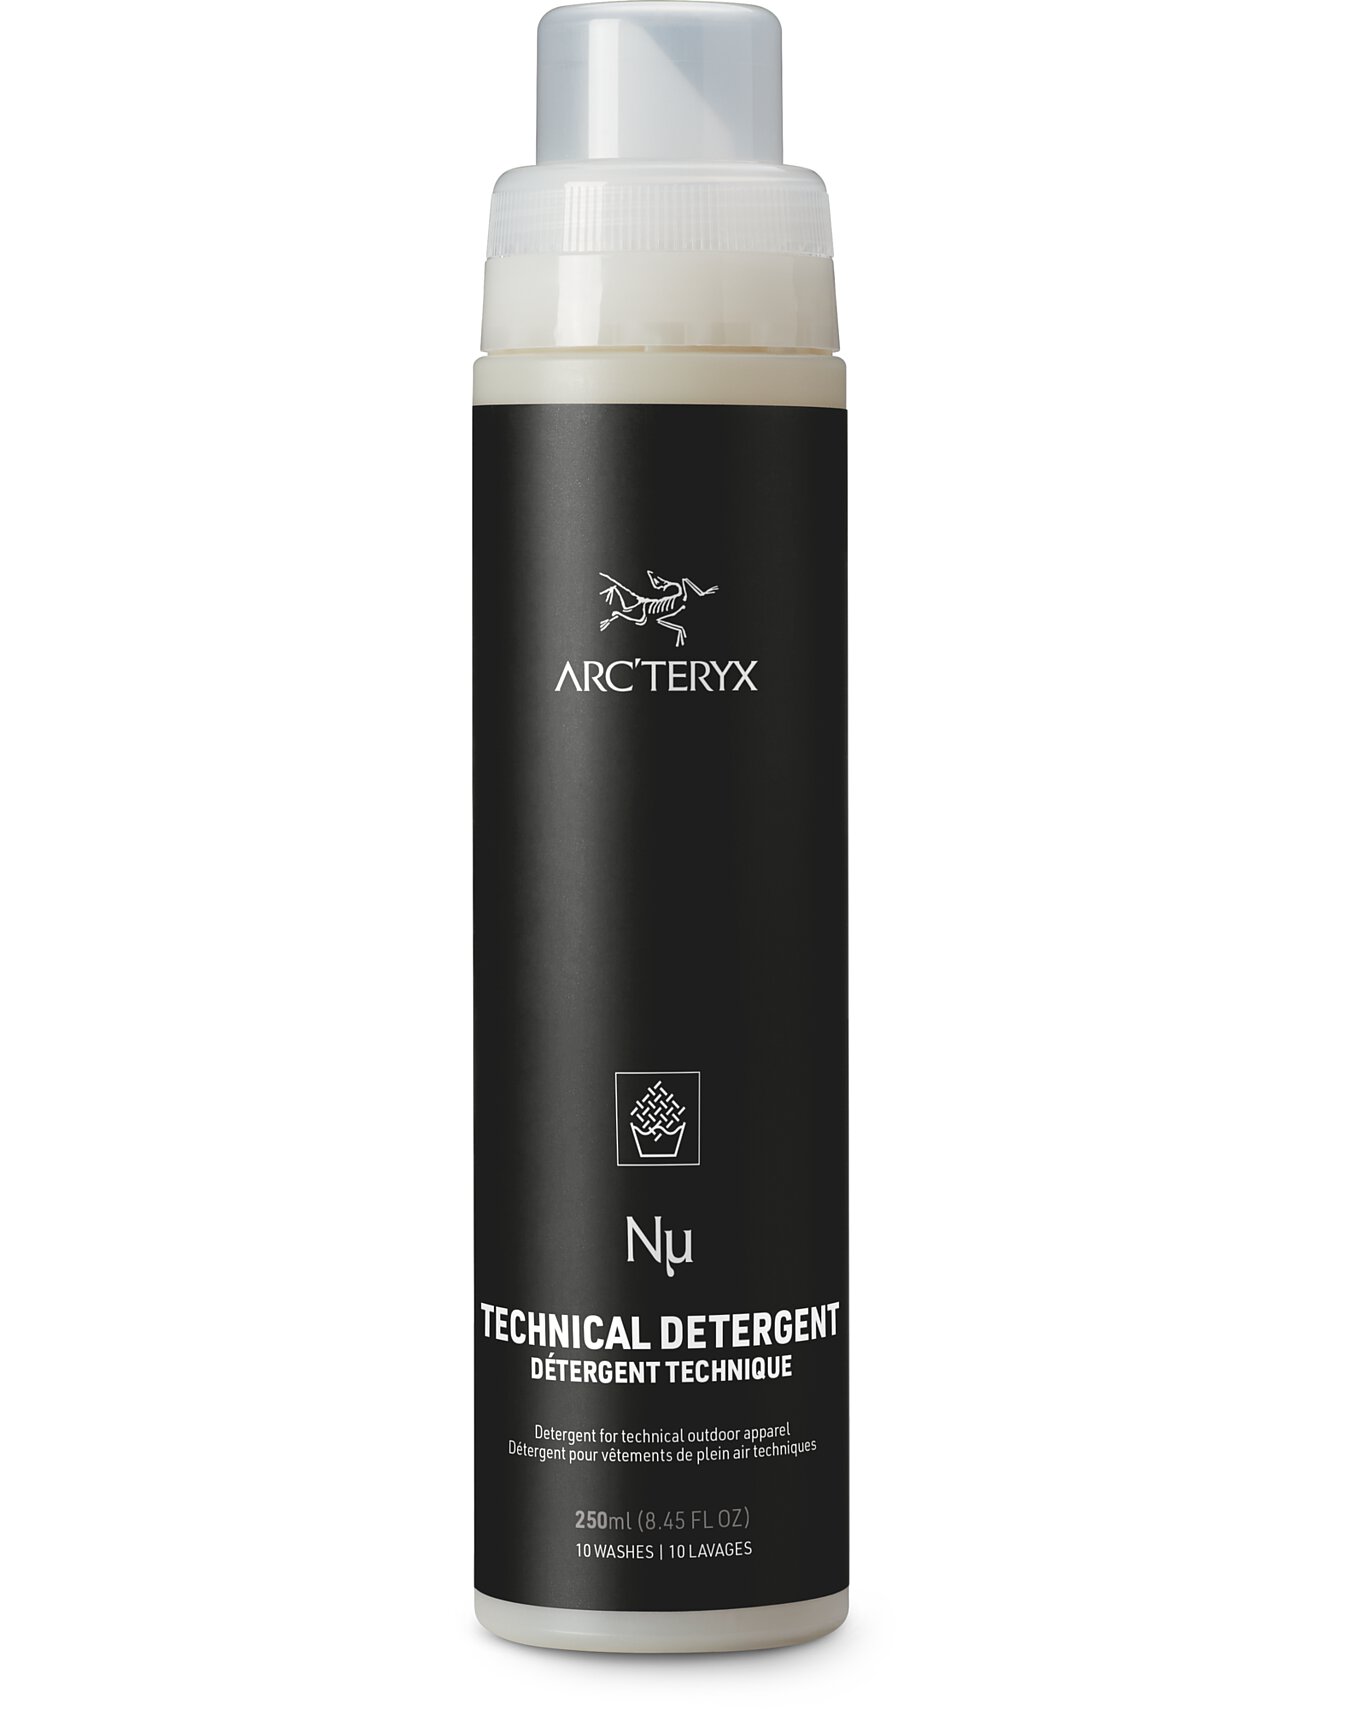 ARC'TERYX
Nμ
TECHNICAL DETERGENT
DÉTERGENT TECHNIQUE
Detergent for technical outdoor apparel
Détergent pour vêtements de plein air techniques
250ml (8.45 FL OZ)
10 WASHES | 10 LAVAGES